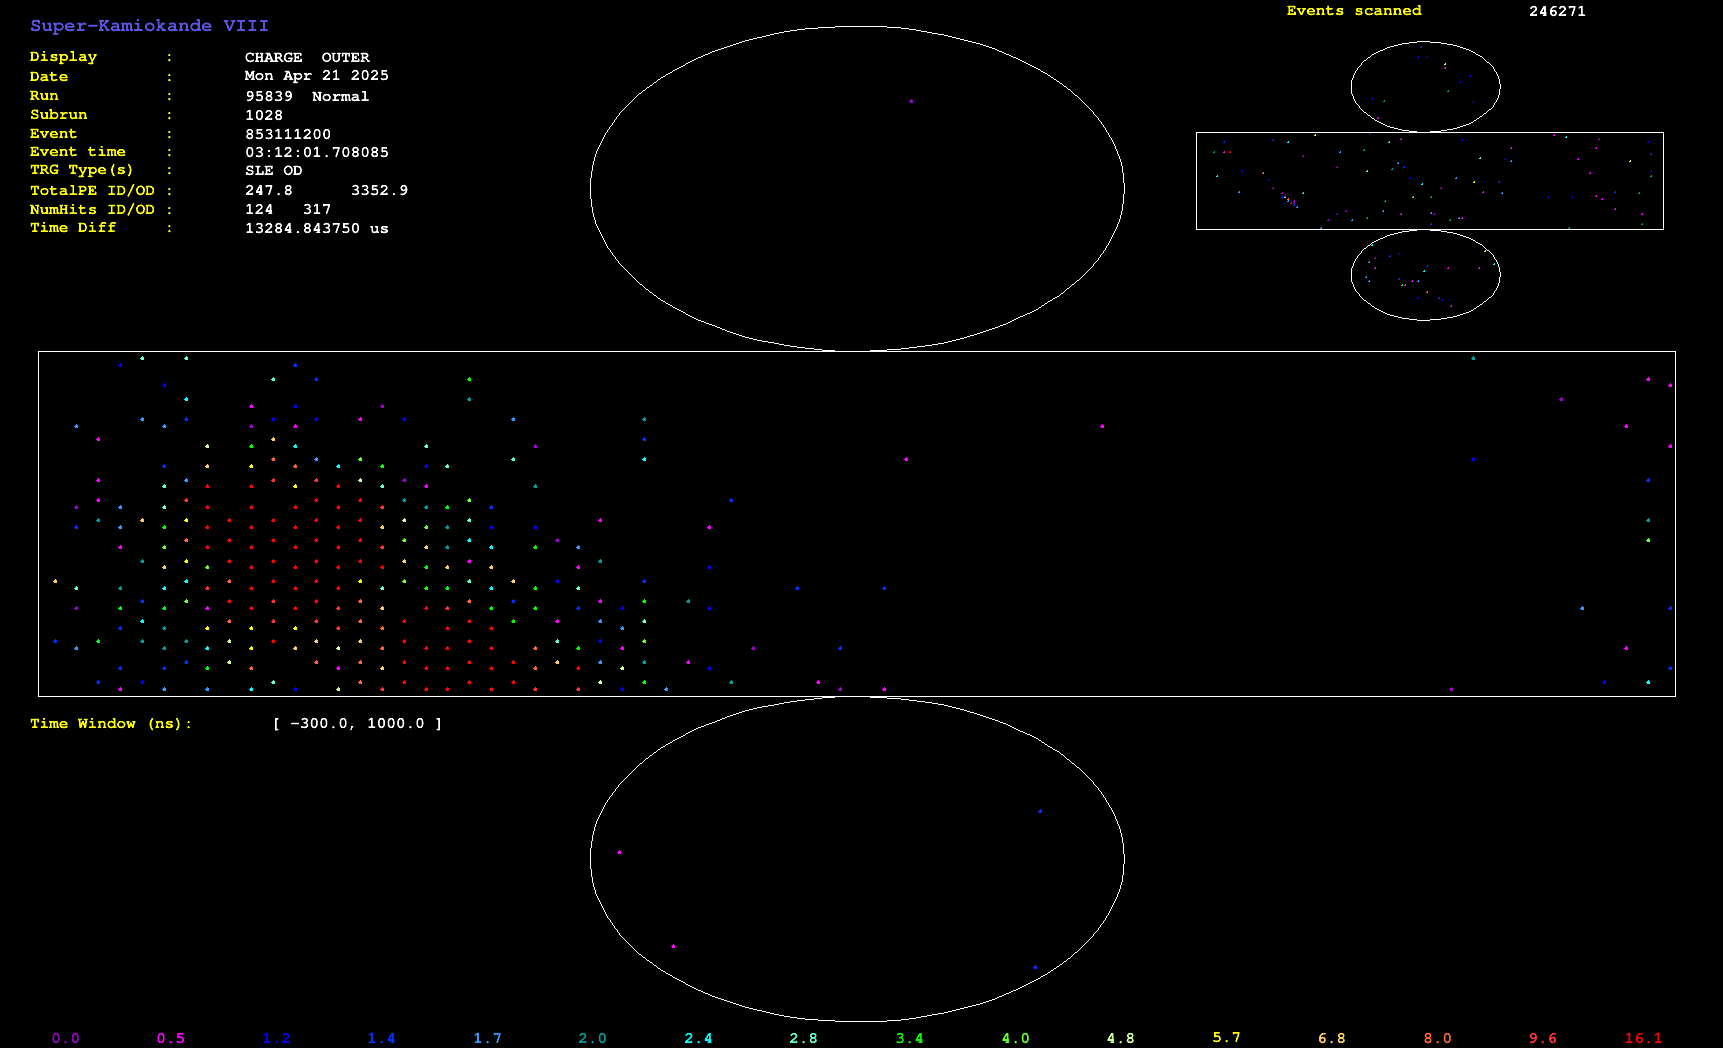 Super-Kamiokande VIII
Events scanned 246271
Display : CHARGE OUTER
Date : Mon Apr 21 2025
Run : 95839 Normal
Subrun : 1028
Event : 853111200
Event time : 03:12:01.708085
TRG Type(s) : SLE OD
TotalPE ID/OD : 247.8 3352.9
NumHits ID/OD : 124 317
Time Diff : 13284.843750 us
Time Window (ns): [ -300.0, 1000.0 ]
0.0 0.5 1.2 1.4 1.7 2.0 2.4 2.8 3.4 4.0 4.8 5.7 6.8 8.0 9.6 16.1